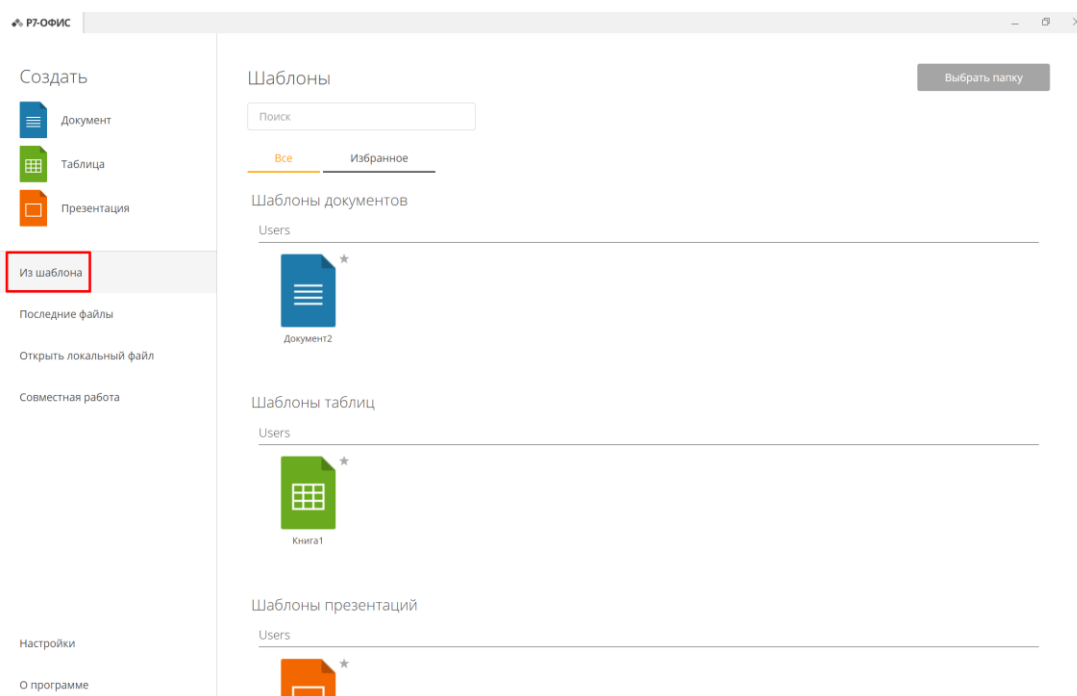 Р7-ОФИС
Создать
Документ
Таблица
Презентация
Из шаблона
Последние файлы
Открыть локальный файл
Совместная работа
Настройки
О программе
Шаблоны
Выбрать папку
Поиск
Все Избранное
Шаблоны документов
Users
Документ2
Шаблоны таблиц
Users
Книга1
Шаблоны презентаций
Users